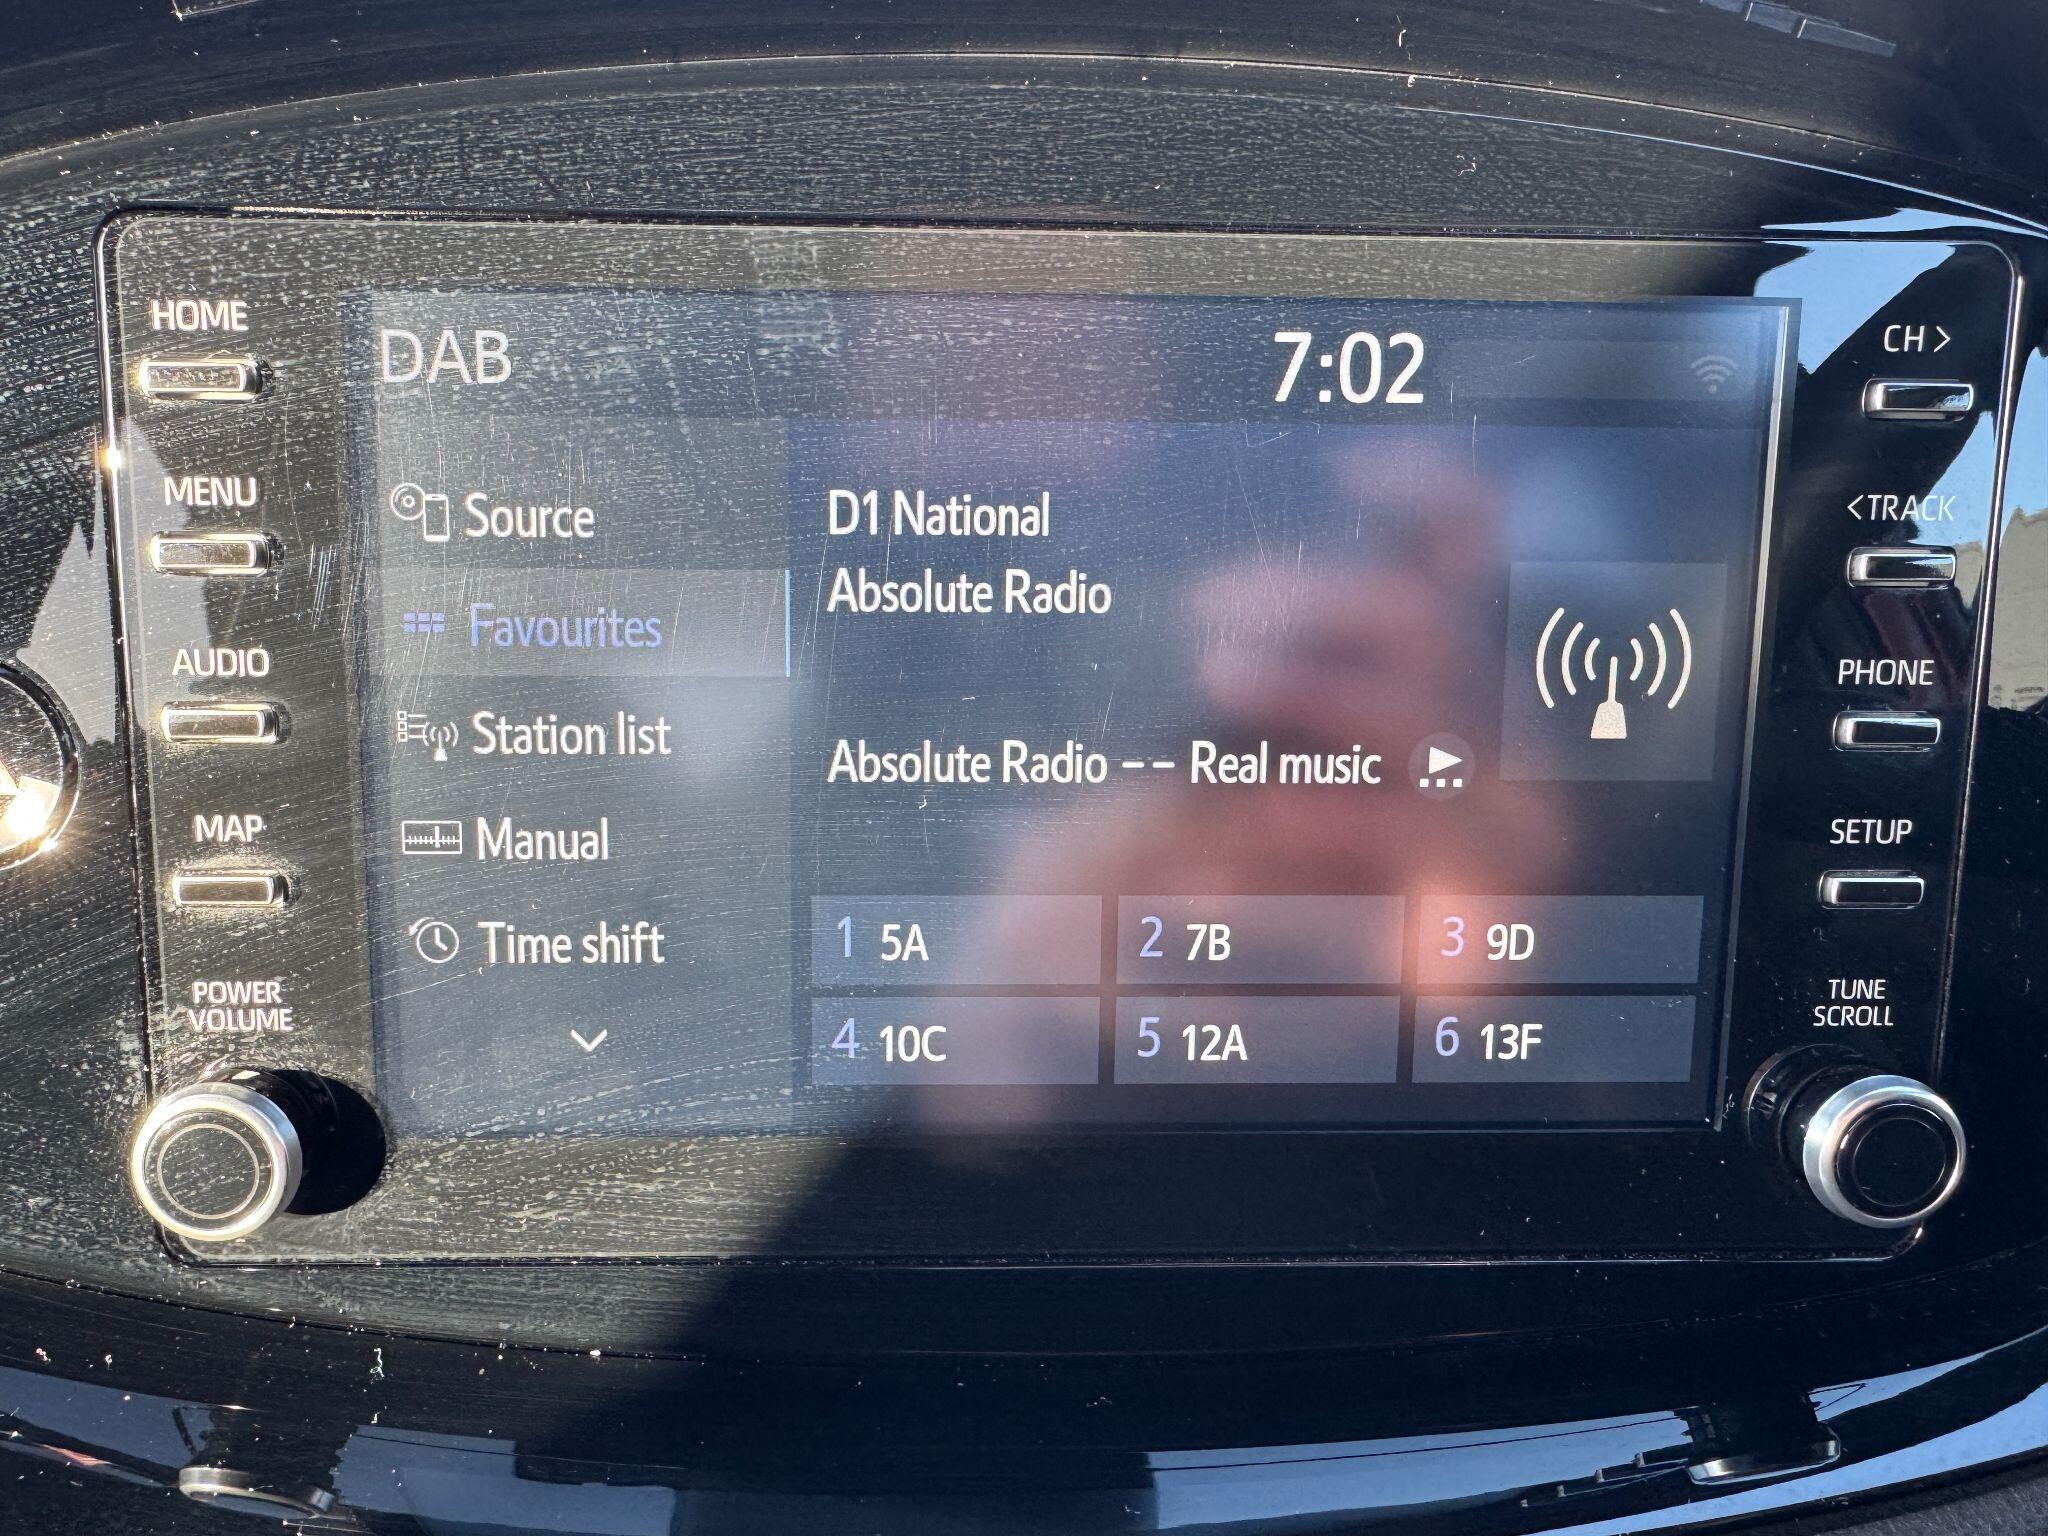 HOME
MENU
AUDIO
MAP
POWER
VOLUME
DAB
7:02
Source
Favourites
Station list
Manual
Time shift
D1 National
Absolute Radio
Absolute Radio -- Real music
1 5A
2 7B
3 9D
4 10C
5 12A
6 13F
CH >
<TRACK
PHONE
SETUP
TUNE
SCROLL